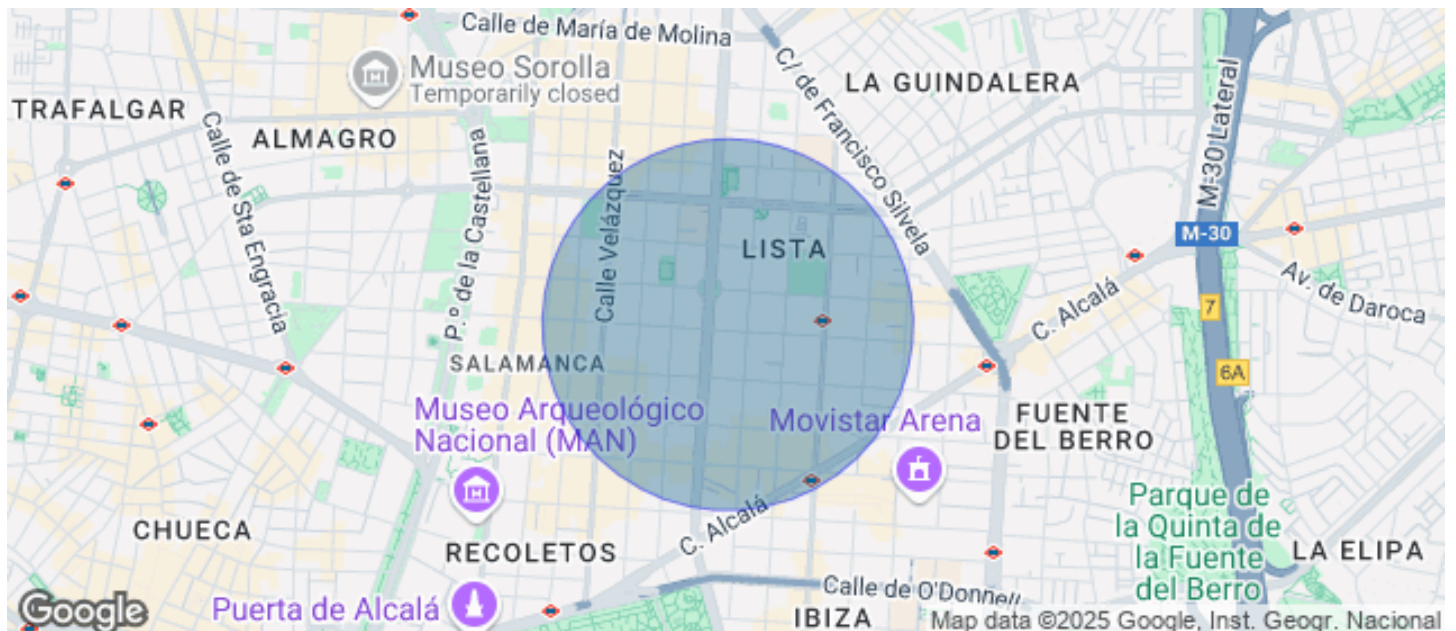 Calle de María de Molina
Museo Sorolla
Temporarily closed
C/ de Francisco Silvela
LA GUINDALERA
M-30 Lateral
TRAFALGAR
ALMAGRO
Calle de Sta Engracia
P.º de la Castellana
Calle Velázquez
LISTA
M-30
C. Alcalá
Av. de Daroca
7
6A
SALAMANCA
Museo Arqueológico
Nacional (MAN)
Movistar Arena
FUENTE
DEL BERRO
Parque de
la Quinta de
la Fuente
del Berro
CHUECA
RECOLETOS
C. Alcalá
LA ELIPA
Puerta de Alcalá
Calle de O'Donnell
IBIZA
Google
Map data ©2025 Google, Inst. Geogr. Nacional